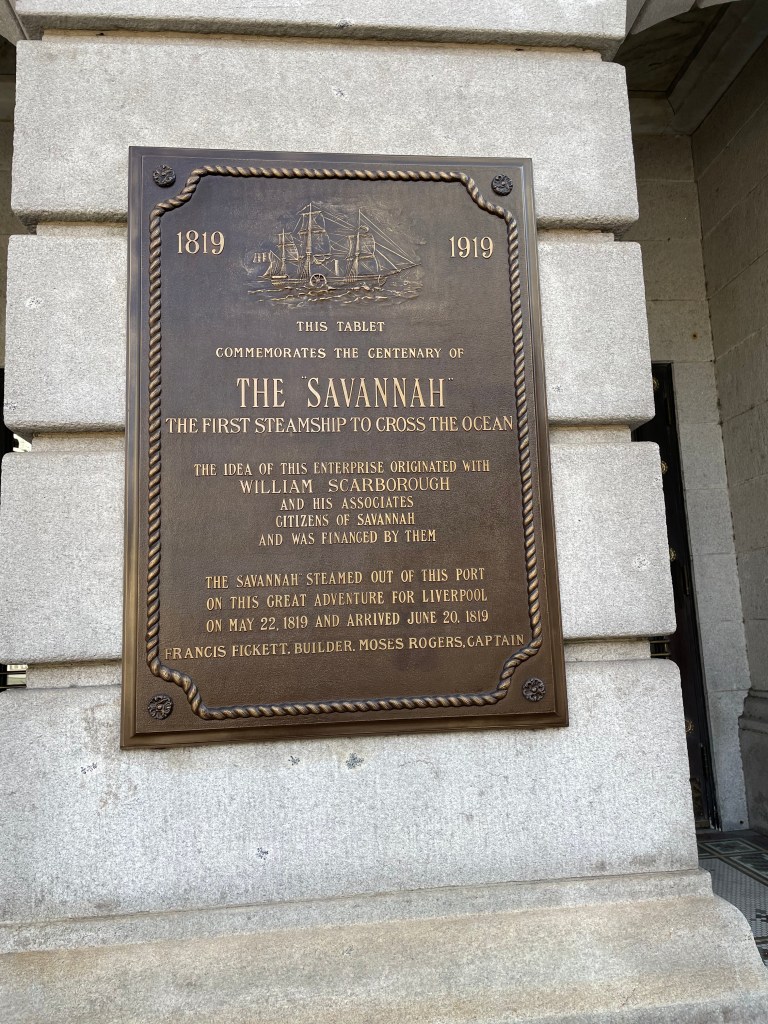 1819 1919
THIS TABLET
COMMEMORATES THE CENTENARY OF
THE "SAVANNAH"
THE FIRST STEAMSHIP TO CROSS THE OCEAN
THE IDEA OF THIS ENTERPRISE ORIGINATED WITH
WILLIAM SCARBOROUGH
AND HIS ASSOCIATES
CITIZENS OF SAVANNAH
AND WAS FINANCED BY THEM
THE SAVANNAH" STEAMED OUT OF THIS PORT
ON THIS GREAT ADVENTURE FOR LIVERPOOL
ON MAY 22, 1819 AND ARRIVED JUNE 20, 1819
FRANCIS FICKETT, BUILDER. MOSES ROGERS, CAPTAIN